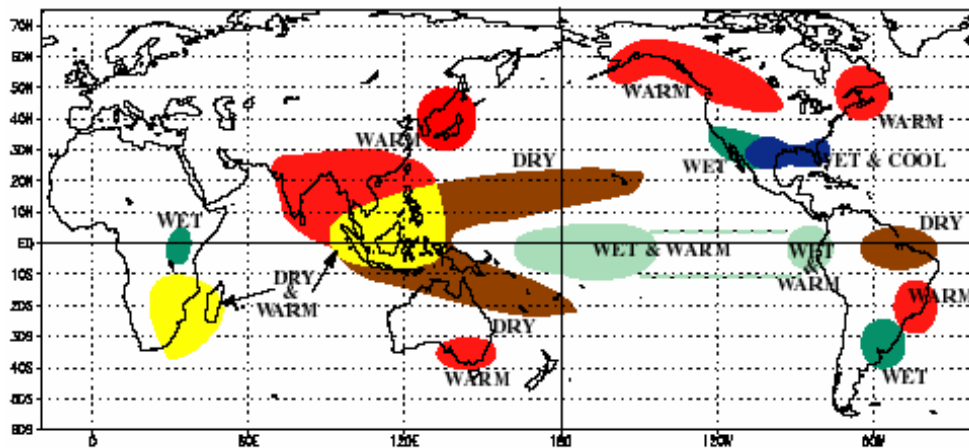 70N
60N
50N
40N
30N
20N
10N
EQ
10S
20S
30S
40S
50S
60S
0
60E
120E
180
120W
60W
WARM
WARM
WARM
DRY
WET
WET & COOL
WET
DRY
WET & WARM
WET
&
WARM
DRY
&
WARM
WARM
DRY
WARM
WET